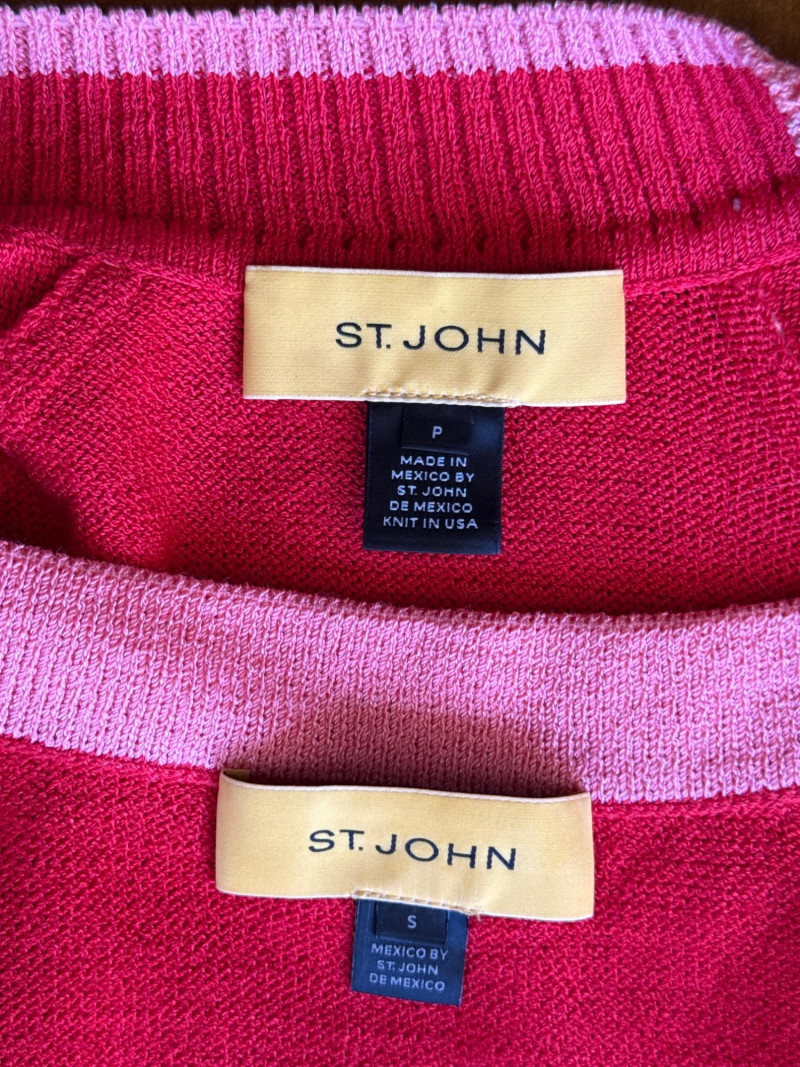 ST. JOHN
P
MADE IN
MEXICO BY
ST. JOHN
DE MEXICO
KNIT IN USA
ST. JOHN
S
MEXICO BY
ST. JOHN
DE MEXICO